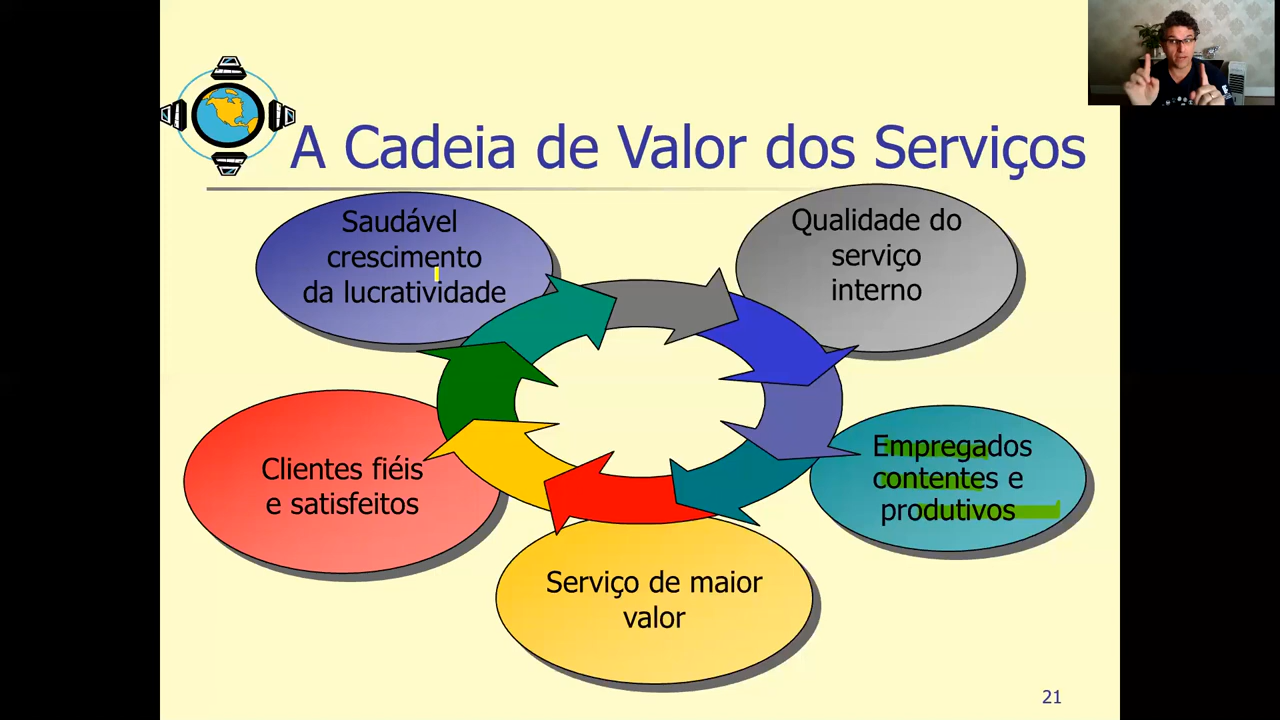 A Cadeia de Valor dos Serviços
Saudável
crescimento
da lucratividade
Qualidade do
serviço
interno
Empregados
contentes e
produtivos
Serviço de maior
valor
Clientes fiéis
e satisfeitos
21